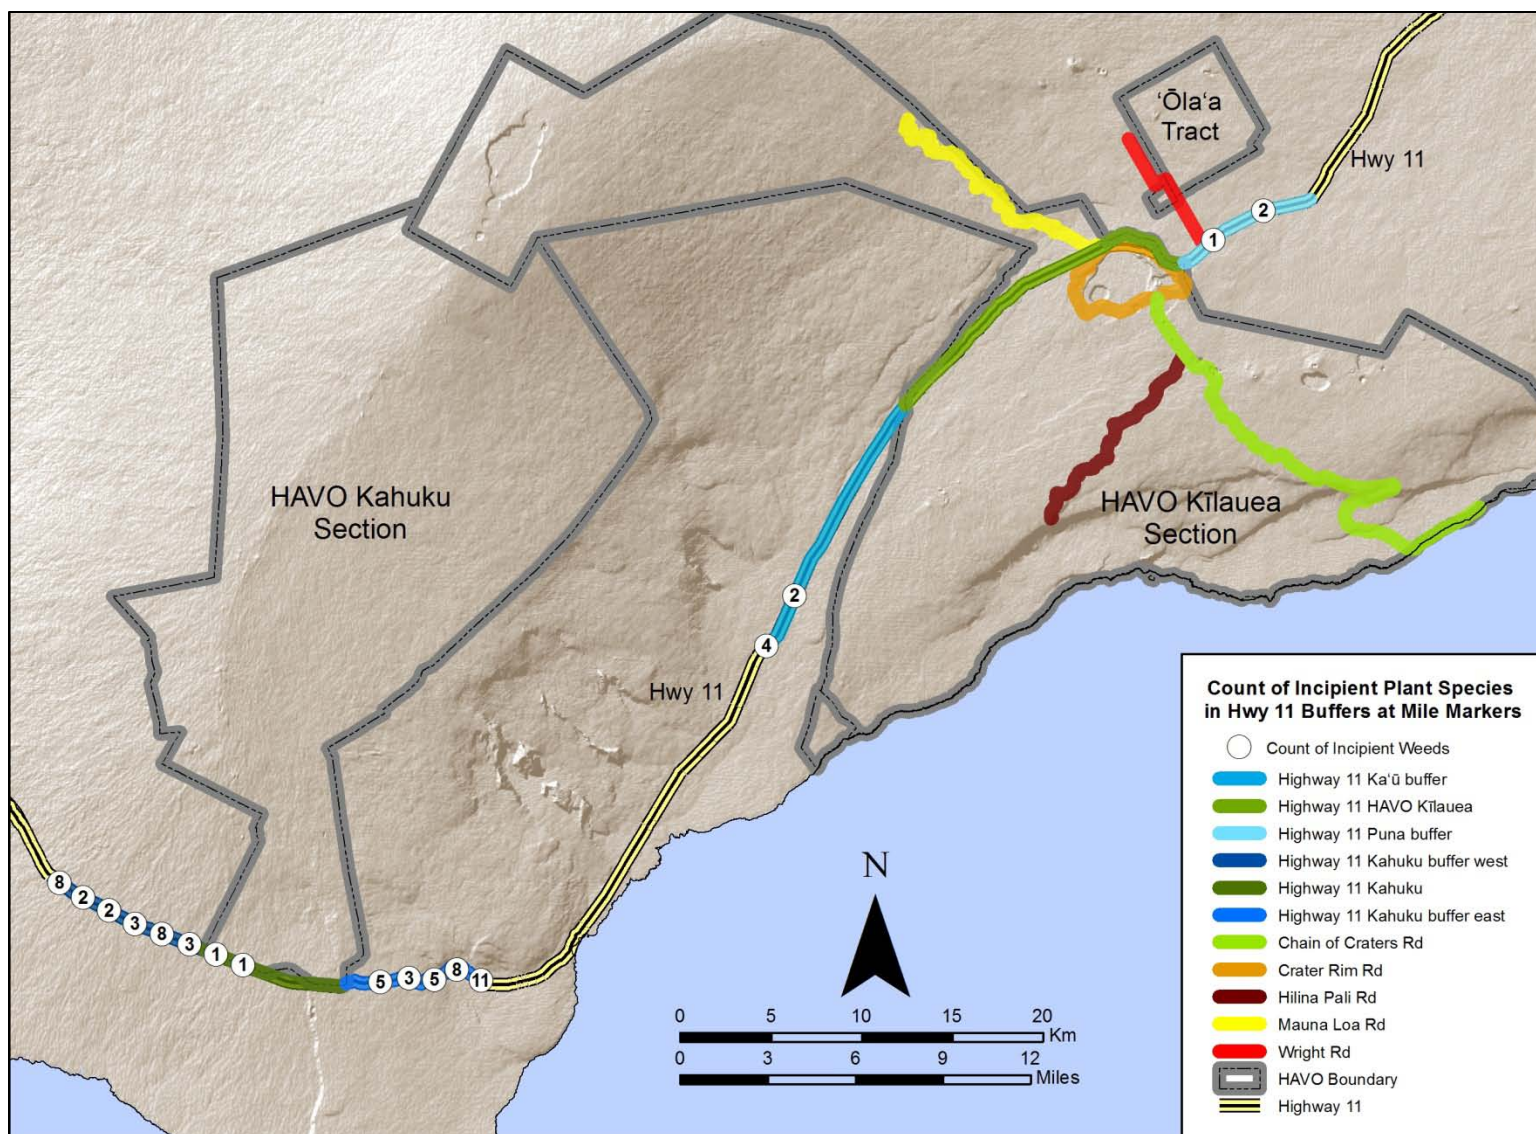 ʻŌlaʻa
Tract
Hwy 11
2
1
HAVO Kahuku
Section
HAVO Kīlauea
Section
2
4
Hwy 11
8
2
2
3
8
3
1
1
5
3
5
8
11
N
0 5 10 15 20
Km
0 3 6 9 12
Miles
Count of Incipient Plant Species
in Hwy 11 Buffers at Mile Markers
Count of Incipient Weeds
Highway 11 Kaʻū buffer
Highway 11 HAVO Kīlauea
Highway 11 Puna buffer
Highway 11 Kahuku buffer west
Highway 11 Kahuku
Highway 11 Kahuku buffer east
Chain of Craters Rd
Crater Rim Rd
Hilina Pali Rd
Mauna Loa Rd
Wright Rd
HAVO Boundary
Highway 11